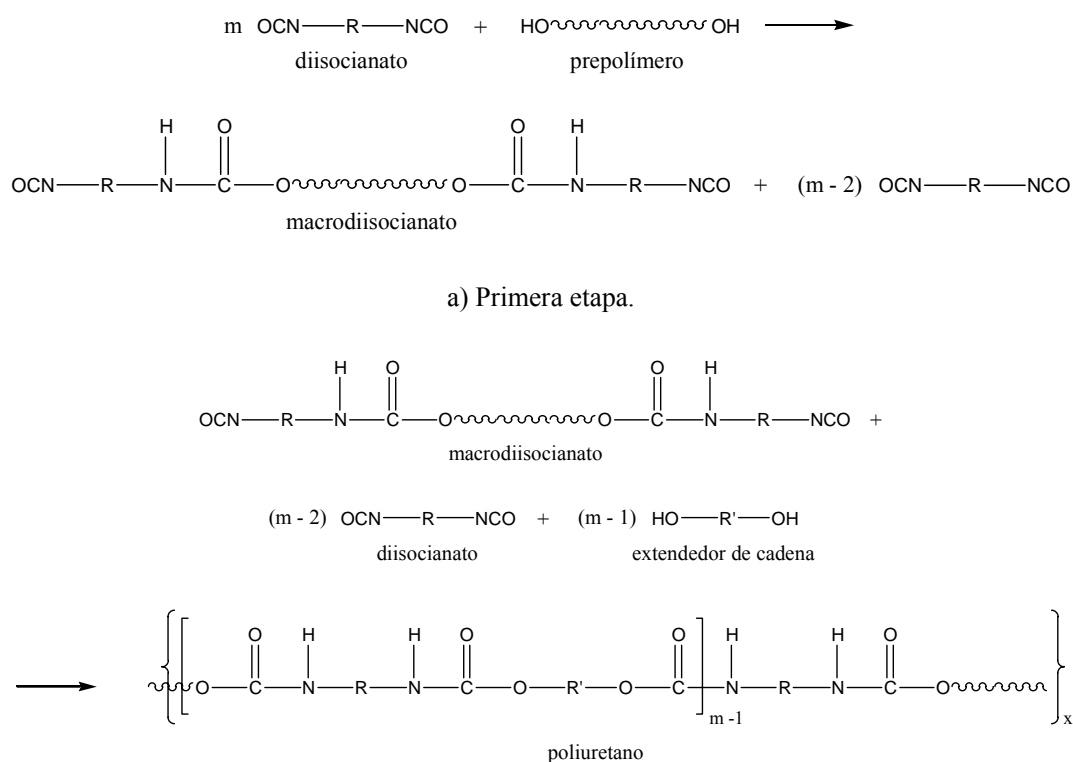 m OCN R NCO + HO OH
diisocianato prepolímero
H O O H
OCN R N C O O C N R NCO + (m - 2) OCN R NCO
macrodiisocianato
a) Primera etapa.
H O O H
OCN R N C O O C N R NCO +
macrodiisocianato
(m - 2) OCN R NCO + (m - 1) HO R' OH
diisocianato extendedor de cadena
O H H O O H H O
O C N R N C O R' O C N R N C O
m -1 x
poliuretano